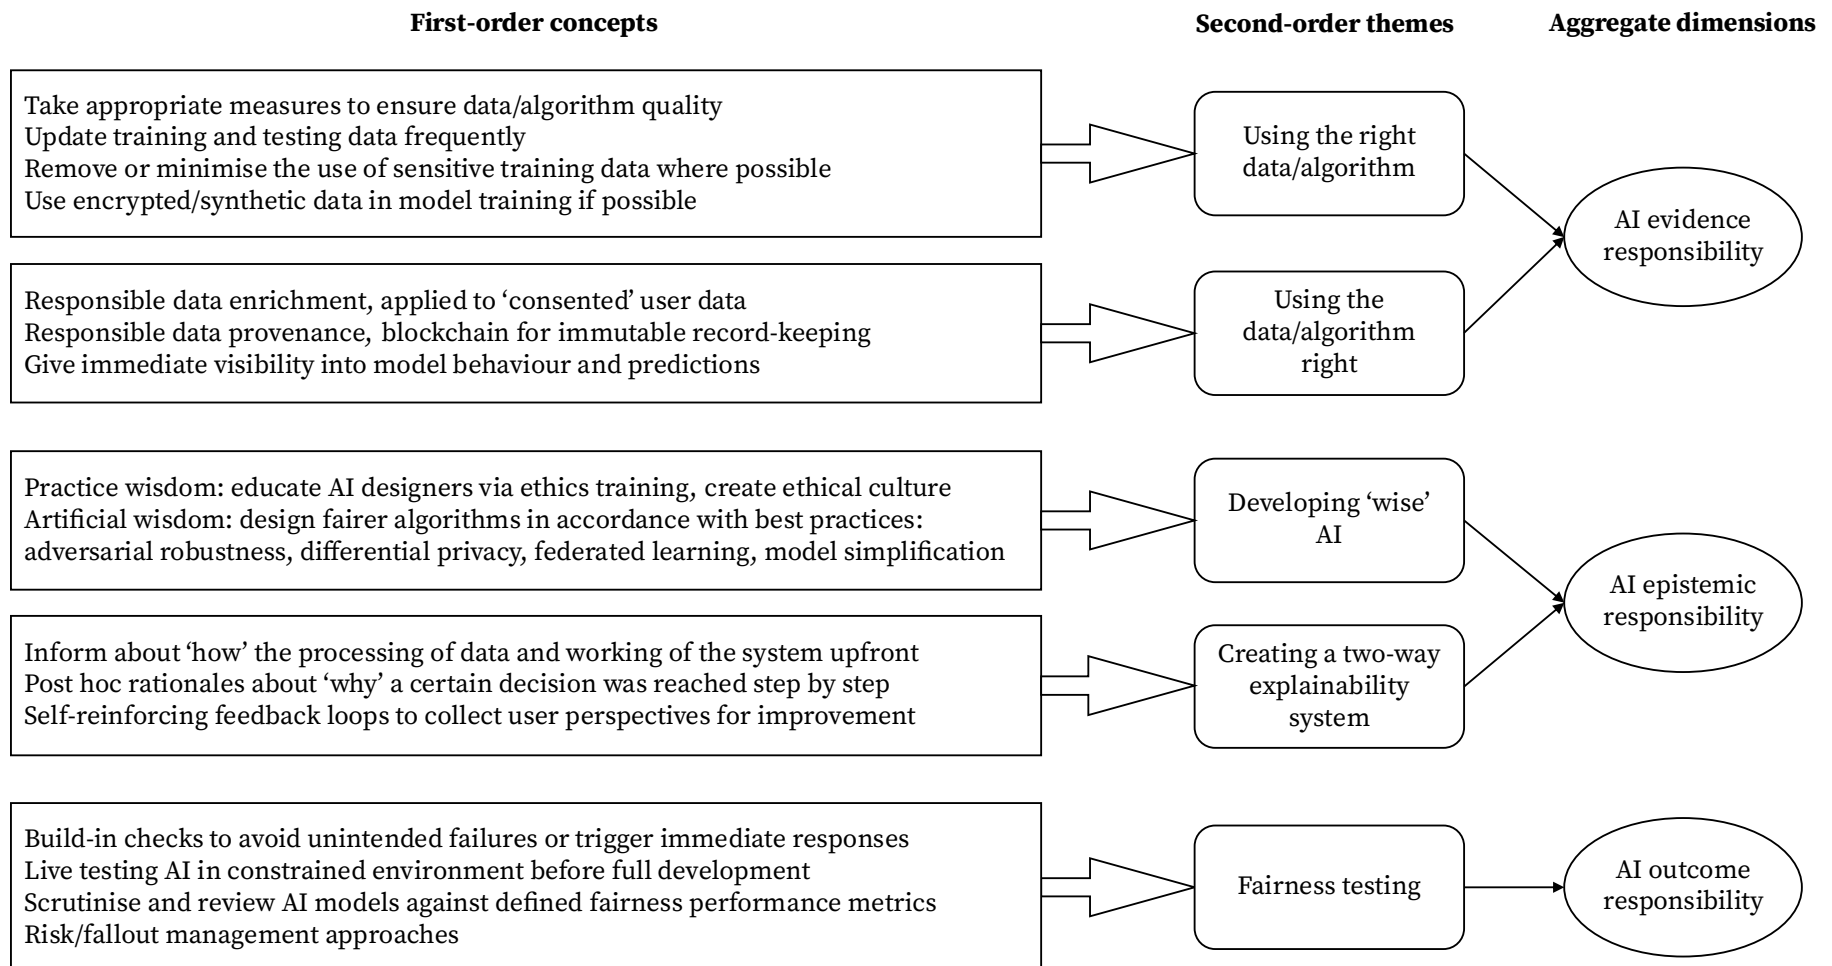 First-order concepts
Second-order themes
Aggregate dimensions
Take appropriate measures to ensure data/algorithm quality
Update training and testing data frequently
Remove or minimise the use of sensitive training data where possible
Use encrypted/synthetic data in model training if possible
Using the right
data/algorithm
AI evidence
responsibility
Responsible data enrichment, applied to ‘consented’ user data
Responsible data provenance, blockchain for immutable record-keeping
Give immediate visibility into model behaviour and predictions
Using the
data/algorithm
right
Practice wisdom: educate AI designers via ethics training, create ethical culture
Artificial wisdom: design fairer algorithms in accordance with best practices:
adversarial robustness, differential privacy, federated learning, model simplification
Developing ‘wise’
AI
AI epistemic
responsibility
Inform about ‘how’ the processing of data and working of the system upfront
Post hoc rationales about ‘why’ a certain decision was reached step by step
Self-reinforcing feedback loops to collect user perspectives for improvement
Creating a two-way
explainability
system
Build-in checks to avoid unintended failures or trigger immediate responses
Live testing AI in constrained environment before full development
Scrutinise and review AI models against defined fairness performance metrics
Risk/fallout management approaches
Fairness testing
AI outcome
responsibility